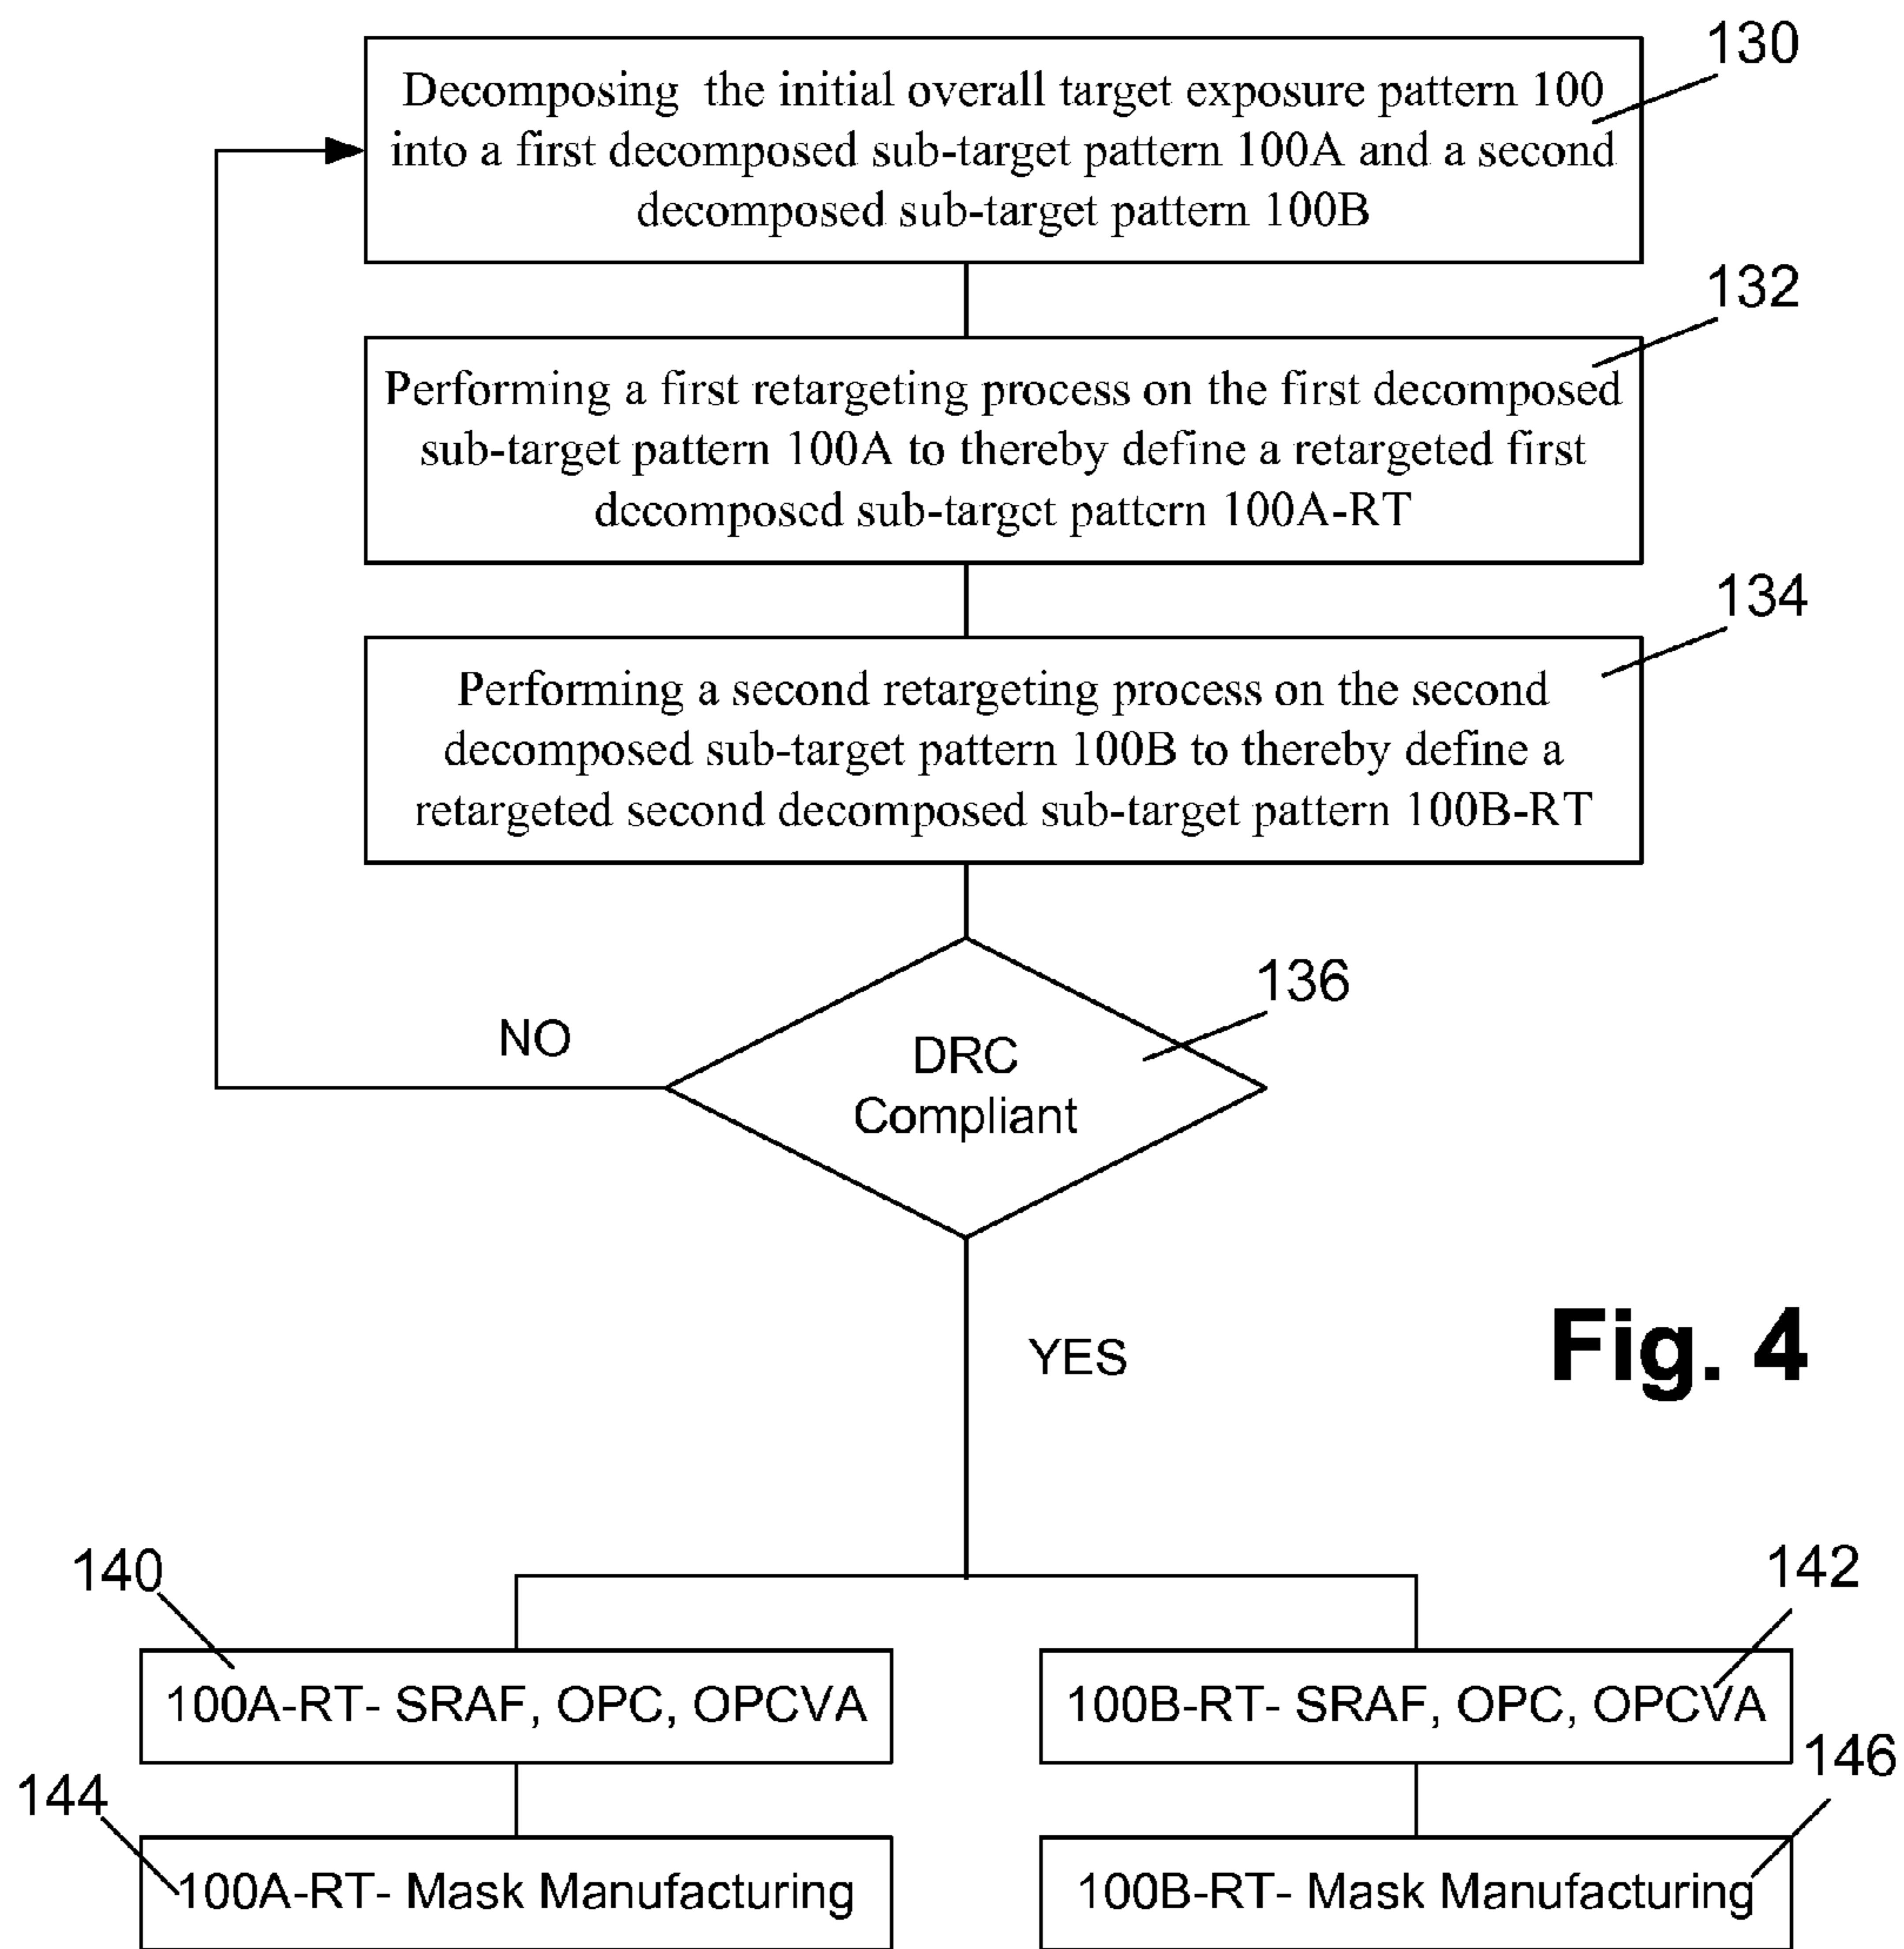 130
Decomposing the initial overall target exposure pattern 100
into a first decomposed sub-target pattern 100A and a second
decomposed sub-target pattern 100B
132
Performing a first retargeting process on the first decomposed
sub-target pattern 100A to thereby define a retargeted first
decomposed sub-target pattern 100A-RT
134
Performing a second retargeting process on the second
decomposed sub-target pattern 100B to thereby define a
retargeted second decomposed sub-target pattern 100B-RT
136
NO
DRC
Compliant
YES
Fig. 4
140
142
100A-RT- SRAF, OPC, OPCVA
100B-RT- SRAF, OPC, OPCVA
144
146
100A-RT- Mask Manufacturing
100B-RT- Mask Manufacturing